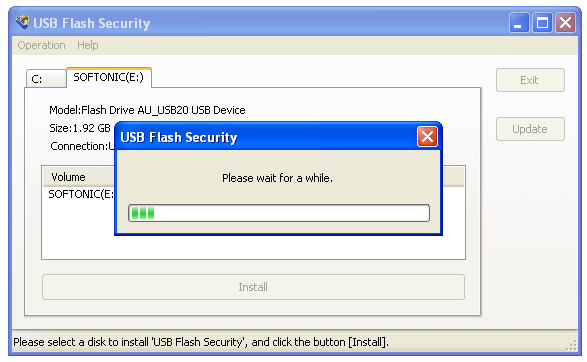 USB Flash Security
Operation Help
C: SOFTONIC(E:)
Exit
Model:Flash Drive AU_USB20 USB Device
Size:1.92 GB
Update
USB Flash Security
Volume
SOFTONIC(E:
Please wait for a while.
Install
Please select a disk to install 'USB Flash Security', and click the button [Install].